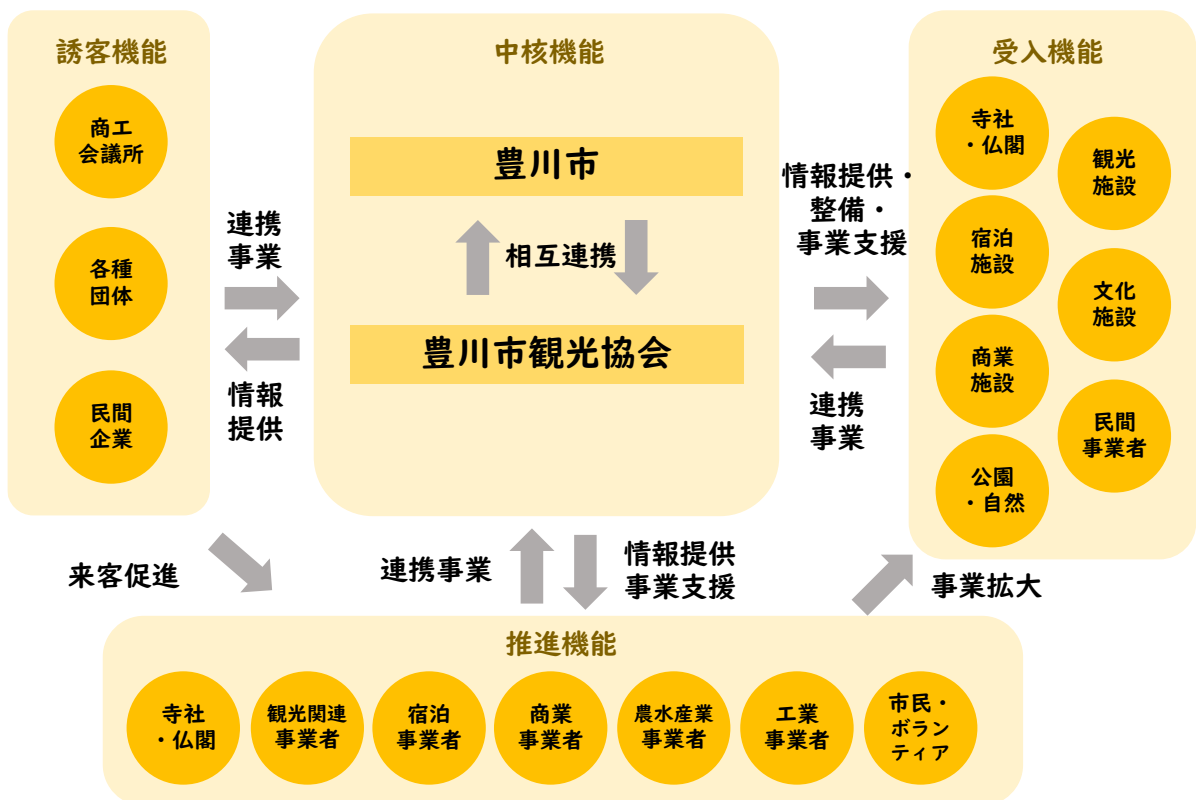 誘客機能
商工
会議所
各種
団体
民間
企業
連携
事業
情報
提供
中核機能
豊川市
相互連携
豊川市観光協会
情報提供・
整備・
事業支援
連携
事業
受入機能
寺社
・仏閣
観光
施設
宿泊
施設
文化
施設
商業
施設
民間
事業者
公園
・自然
来客促進
連携事業
情報提供
事業支援
事業拡大
推進機能
寺社
・仏閣
観光関連
事業者
宿泊
事業者
商業
事業者
農水産業
事業者
工業
事業者
市民・
ボラン
ティア